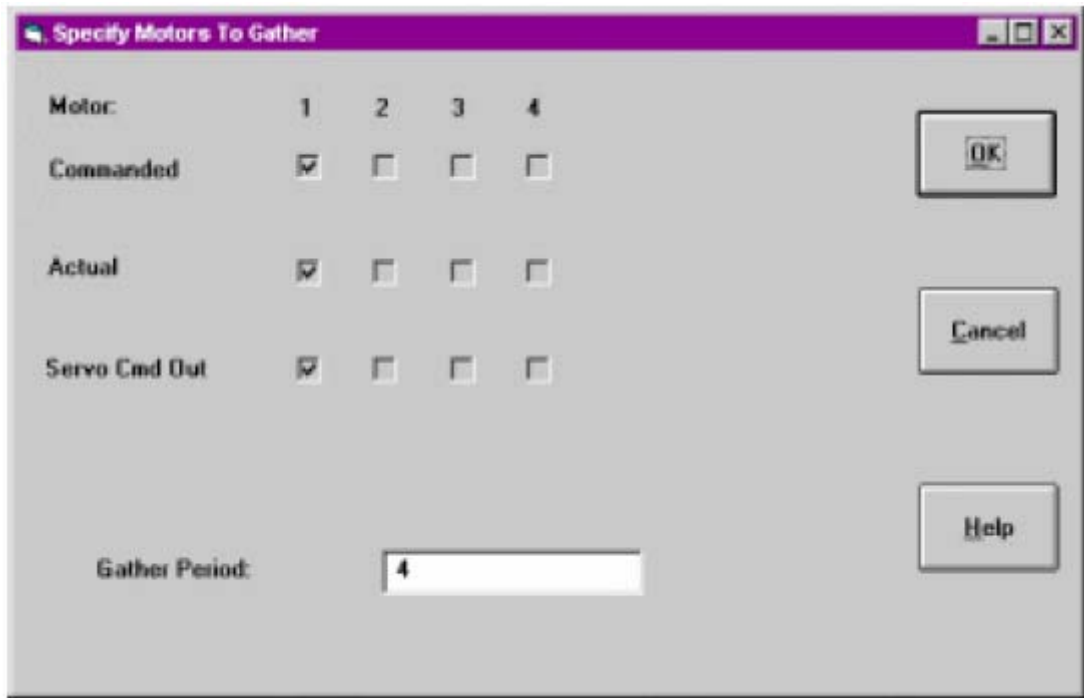 Specify Motors To Gather
Motor: 1 2 3 4
Commanded
OK
Actual
Cancel
Servo Cmd Out
Help
Gather Period: 4